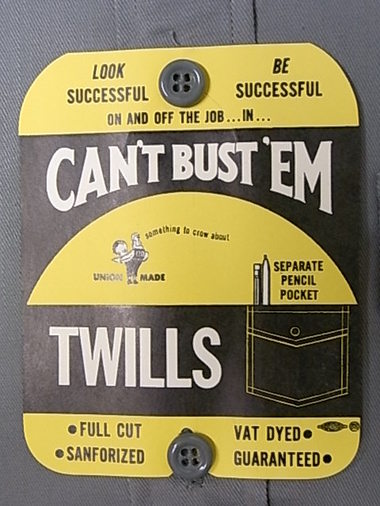 LOOK SUCCESSFUL
BE SUCCESSFUL
ON AND OFF THE JOB...IN...
CAN'T BUST 'EM
something to crow about
UNION MADE
SEPARATE
PENCIL
POCKET
TWILLS
•FULL CUT
•SANFORIZED
VAT DYED•
GUARANTEED•